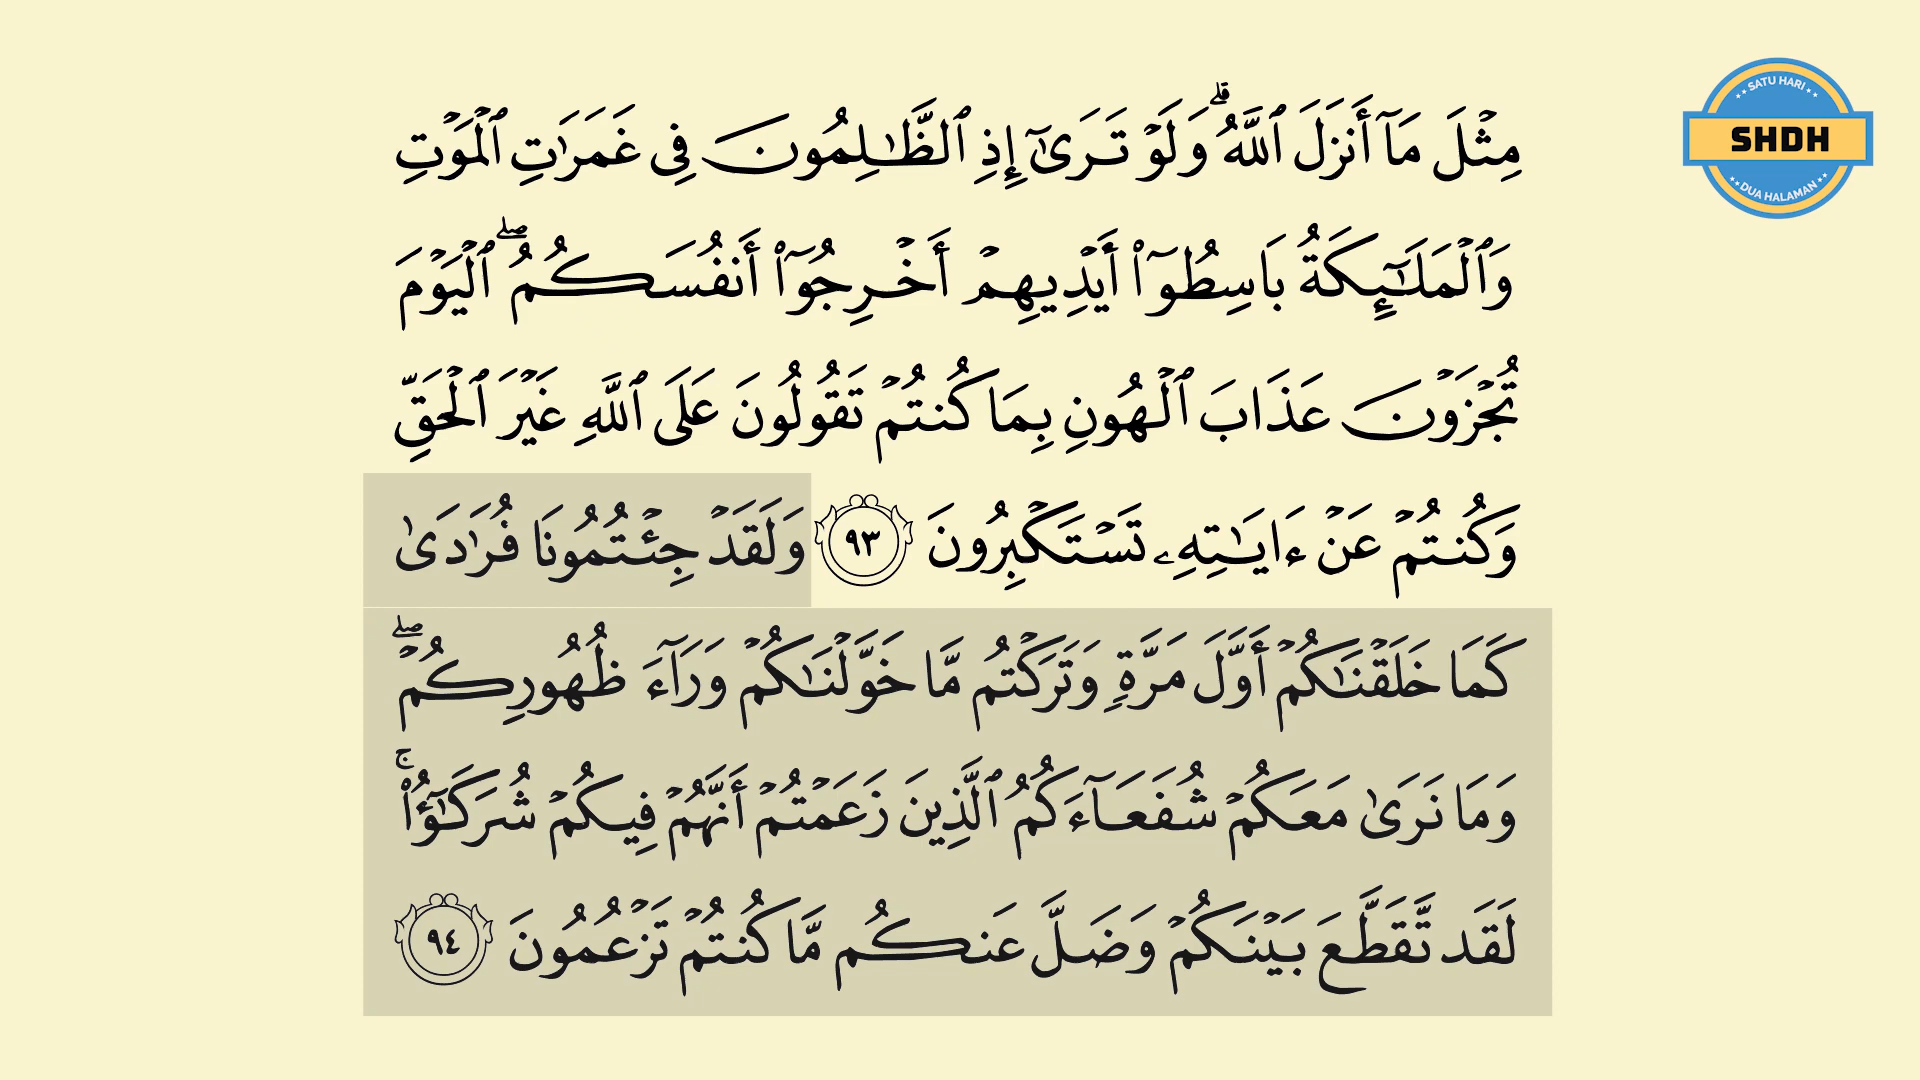 مِثْلَ مَآ أَنزَلَ ٱللَّهُ ۗ وَلَوْ تَرَىٰٓ إِذِ ٱلظَّـٰلِمُونَ فِى غَمَرَٰتِ ٱلْمَوْتِ
وَٱلْمَلَـٰٓئِكَةُ بَاسِطُوٓا۟ أَيْدِيهِمْ أَخْرِجُوٓا۟ أَنفُسَكُمُ ۖ ٱلْيَوْمَ
تُجْزَوْنَ عَذَابَ ٱلْهُونِ بِمَا كُنتُمْ تَقُولُونَ عَلَى ٱللَّهِ غَيْرَ ٱلْحَقِّ
وَكُنتُمْ عَنْ ءَايَـٰتِهِۦ تَسْتَكْبِرُونَ ٩٣ وَلَقَدْ جِئْتُمُونَا فُرَٰدَىٰ
كَمَا خَلَقْنَـٰكُمْ أَوَّلَ مَرَّةٍ وَتَرَكْتُم مَّا خَوَّلْنَـٰكُمْ وَرَآءَ ظُهُورِكُمْ ۖ
وَمَا نَرَىٰ مَعَكُمْ شُفَعَآءَكُمُ ٱلَّذِينَ زَعَمْتُمْ أَنَّهُمْ فِيكُمْ شُرَكَـٰٓؤُا۟ ۚ
لَقَد تَّقَطَّعَ بَيْنَكُمْ وَضَلَّ عَنكُم مَّا كُنتُمْ تَزْعُمُونَ ٩٤
SATU HARI
SHDH
DUA HALAMAN